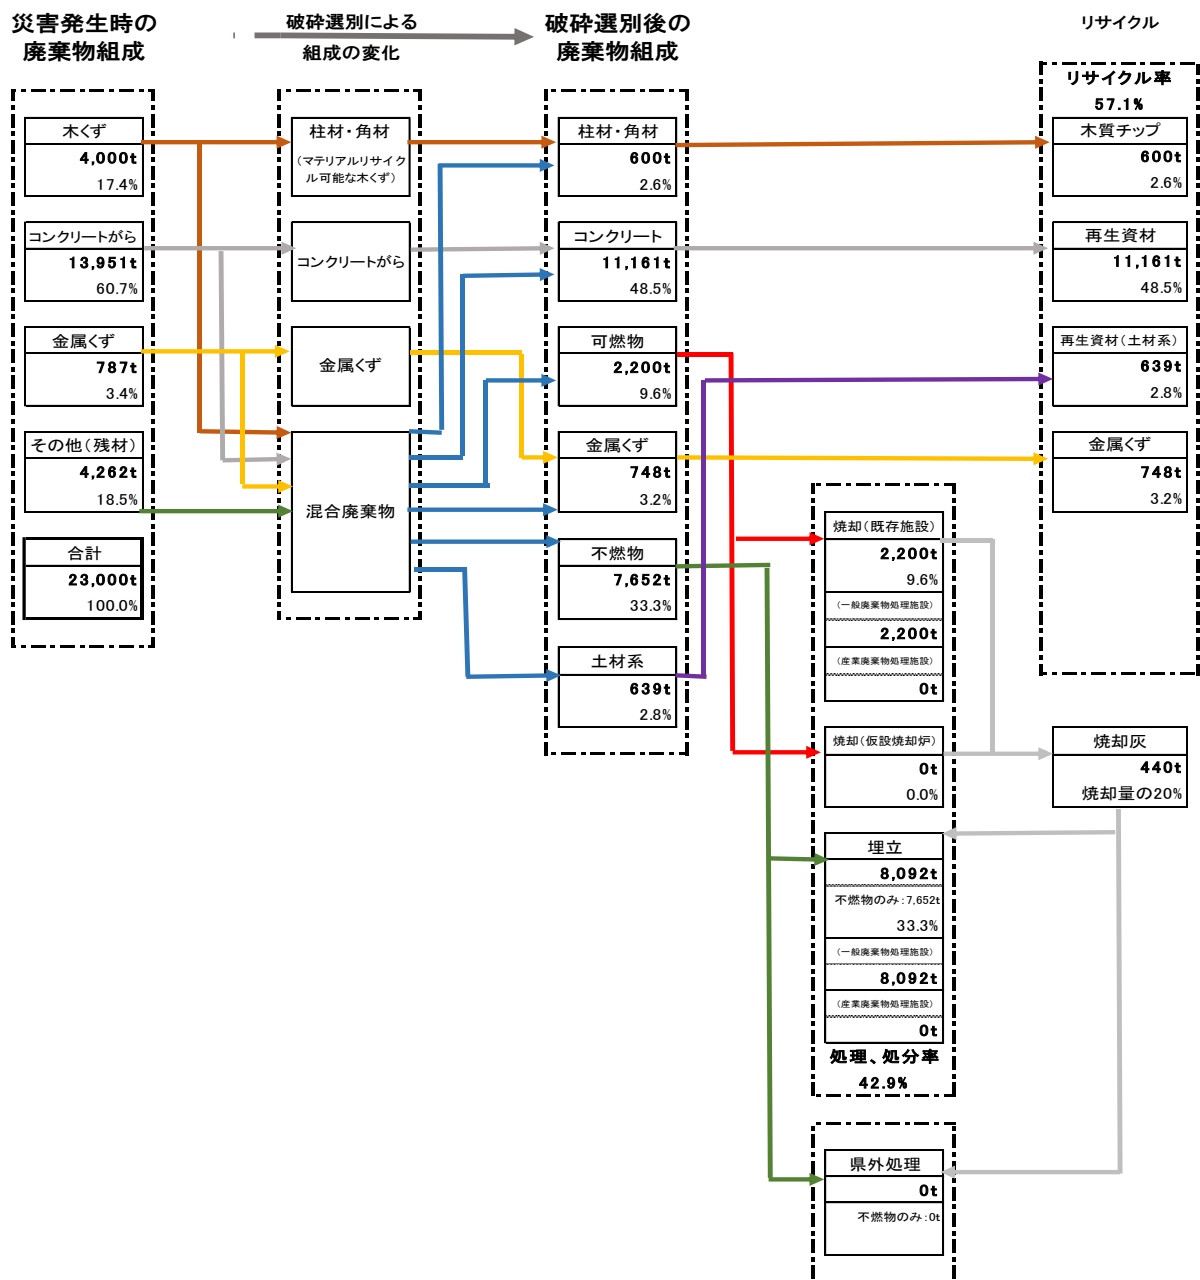 災害発生時の
廃棄物組成
破砕選別による
組成の変化
破砕選別後の
廃棄物組成
リサイクル
木くず
4,000t
17.4%
コンクリートがら
13,951t
60.7%
金属くず
787t
3.4%
その他(残材)
4,262t
18.5%
合計
23,000t
100.0%
柱材・角材
(マテリアルリサイク
ル可能な木くず)
コンクリートがら
金属くず
混合廃棄物
柱材・角材
600t
2.6%
コンクリート
11,161t
48.5%
可燃物
2,200t
9.6%
金属くず
748t
3.2%
不燃物
7,652t
33.3%
土材系
639t
2.8%
焼却(既存施設)
2,200t
9.6%
(一般廃棄物処理施設)
2,200t
(産業廃棄物処理施設)
0t
焼却(仮設焼却炉)
0t
0.0%
埋立
8,092t
不燃物のみ:7,652t
33.3%
(一般廃棄物処理施設)
8,092t
(産業廃棄物処理施設)
0t
処理、処分率
42.9%
県外処理
0t
不燃物のみ:0t
リサイクル率
57.1%
木質チップ
600t
2.6%
再生資材
11,161t
48.5%
再生資材(土材系)
639t
2.8%
金属くず
748t
3.2%
焼却灰
440t
焼却量の20%